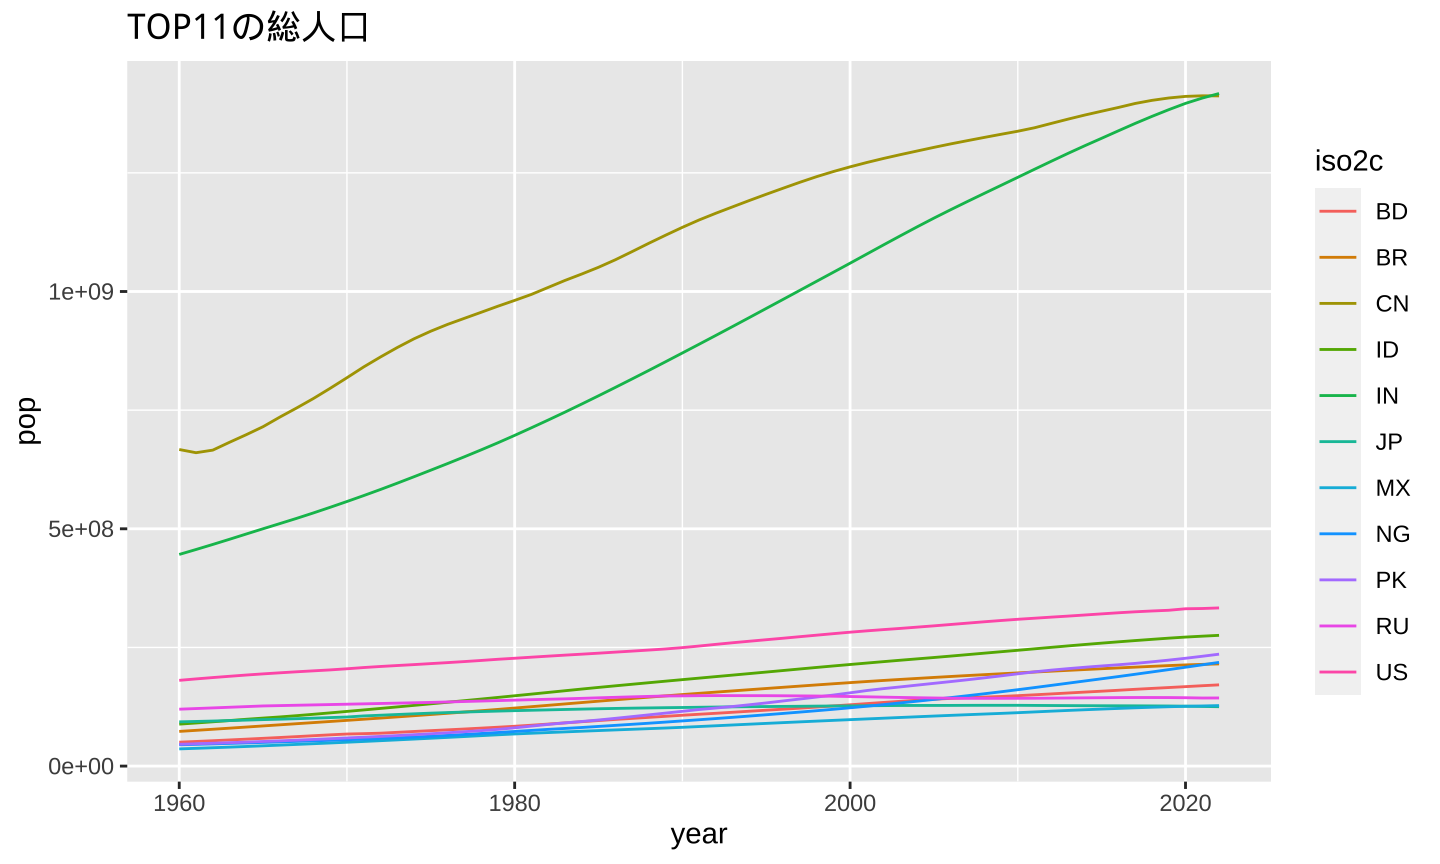 TOP11の総人口
pop
1e+09
5e+08
0e+00
1960
1980
2000
2020
year
iso2c
BD
BR
CN
ID
IN
JP
MX
NG
PK
RU
US